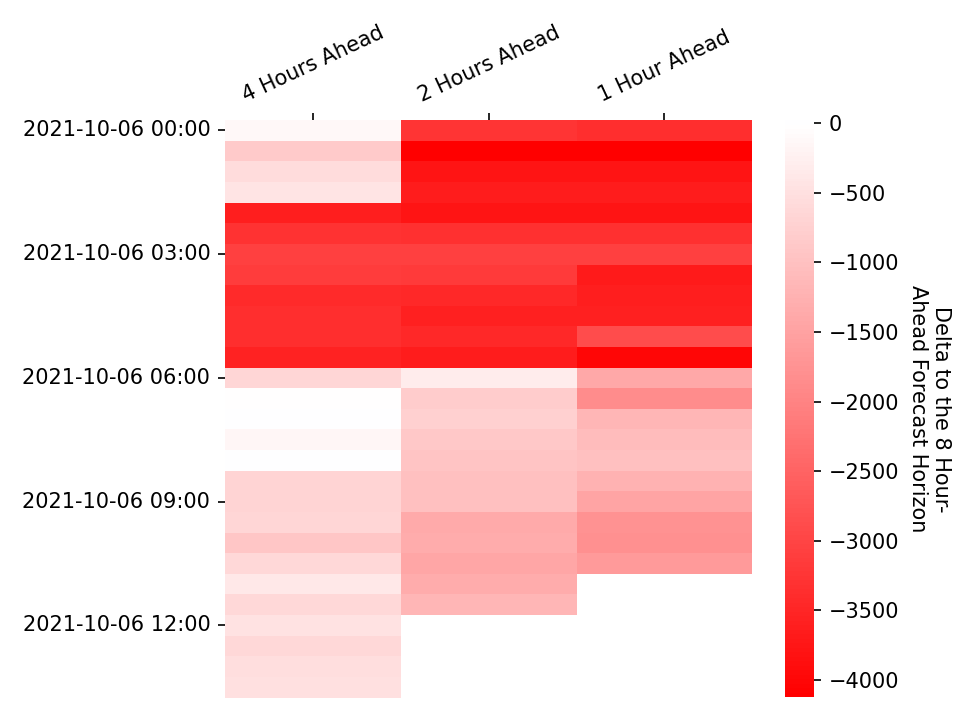 4 Hours Ahead
2 Hours Ahead
1 Hour Ahead
2021-10-06 00:00
2021-10-06 03:00
2021-10-06 06:00
2021-10-06 09:00
2021-10-06 12:00
0
−500
−1000
−1500
−2000
−2500
−3000
−3500
−4000
Delta to the 8 Hour-
Ahead Forecast Horizon